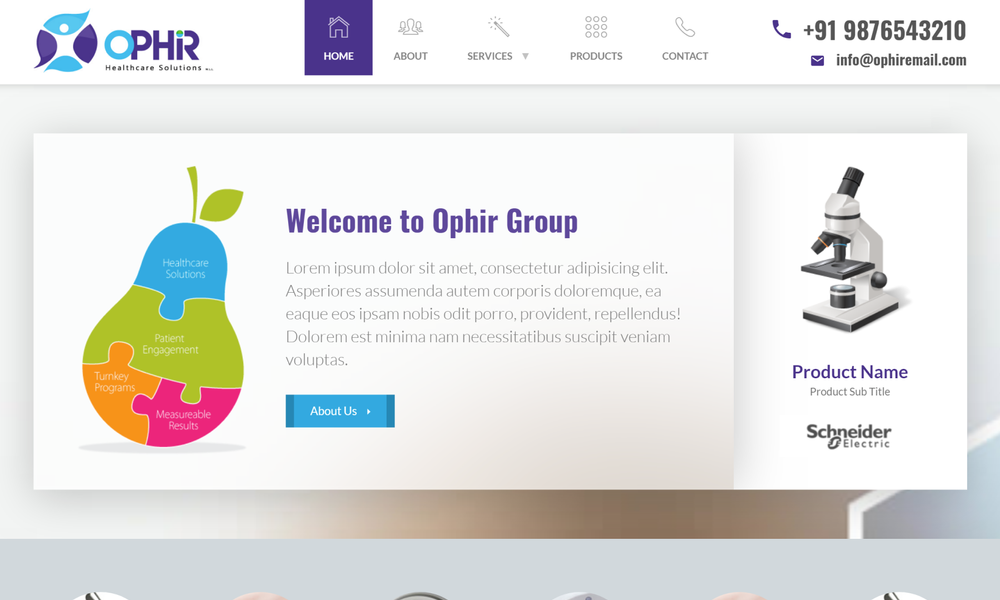 OPHIR
Healthcare Solutions
HOME
ABOUT
SERVICES
PRODUCTS
CONTACT
+91 9876543210
info@ophiremail.com
Healthcare
Solutions
Patient
Engagement
Turnkey
Programs
Measureable
Results
Welcome to Ophir Group
Lorem ipsum dolor sit amet, consectetur adipisicing elit.
Asperiores assumenda autem corporis doloremque, ea
eaque eos ipsam nobis odit porro, provident, repellendus!
Dolorem est minima nam necessitatibus suscipit veniam
voluptas.
About Us
Product Name
Product Sub Title
Schneider
Electric